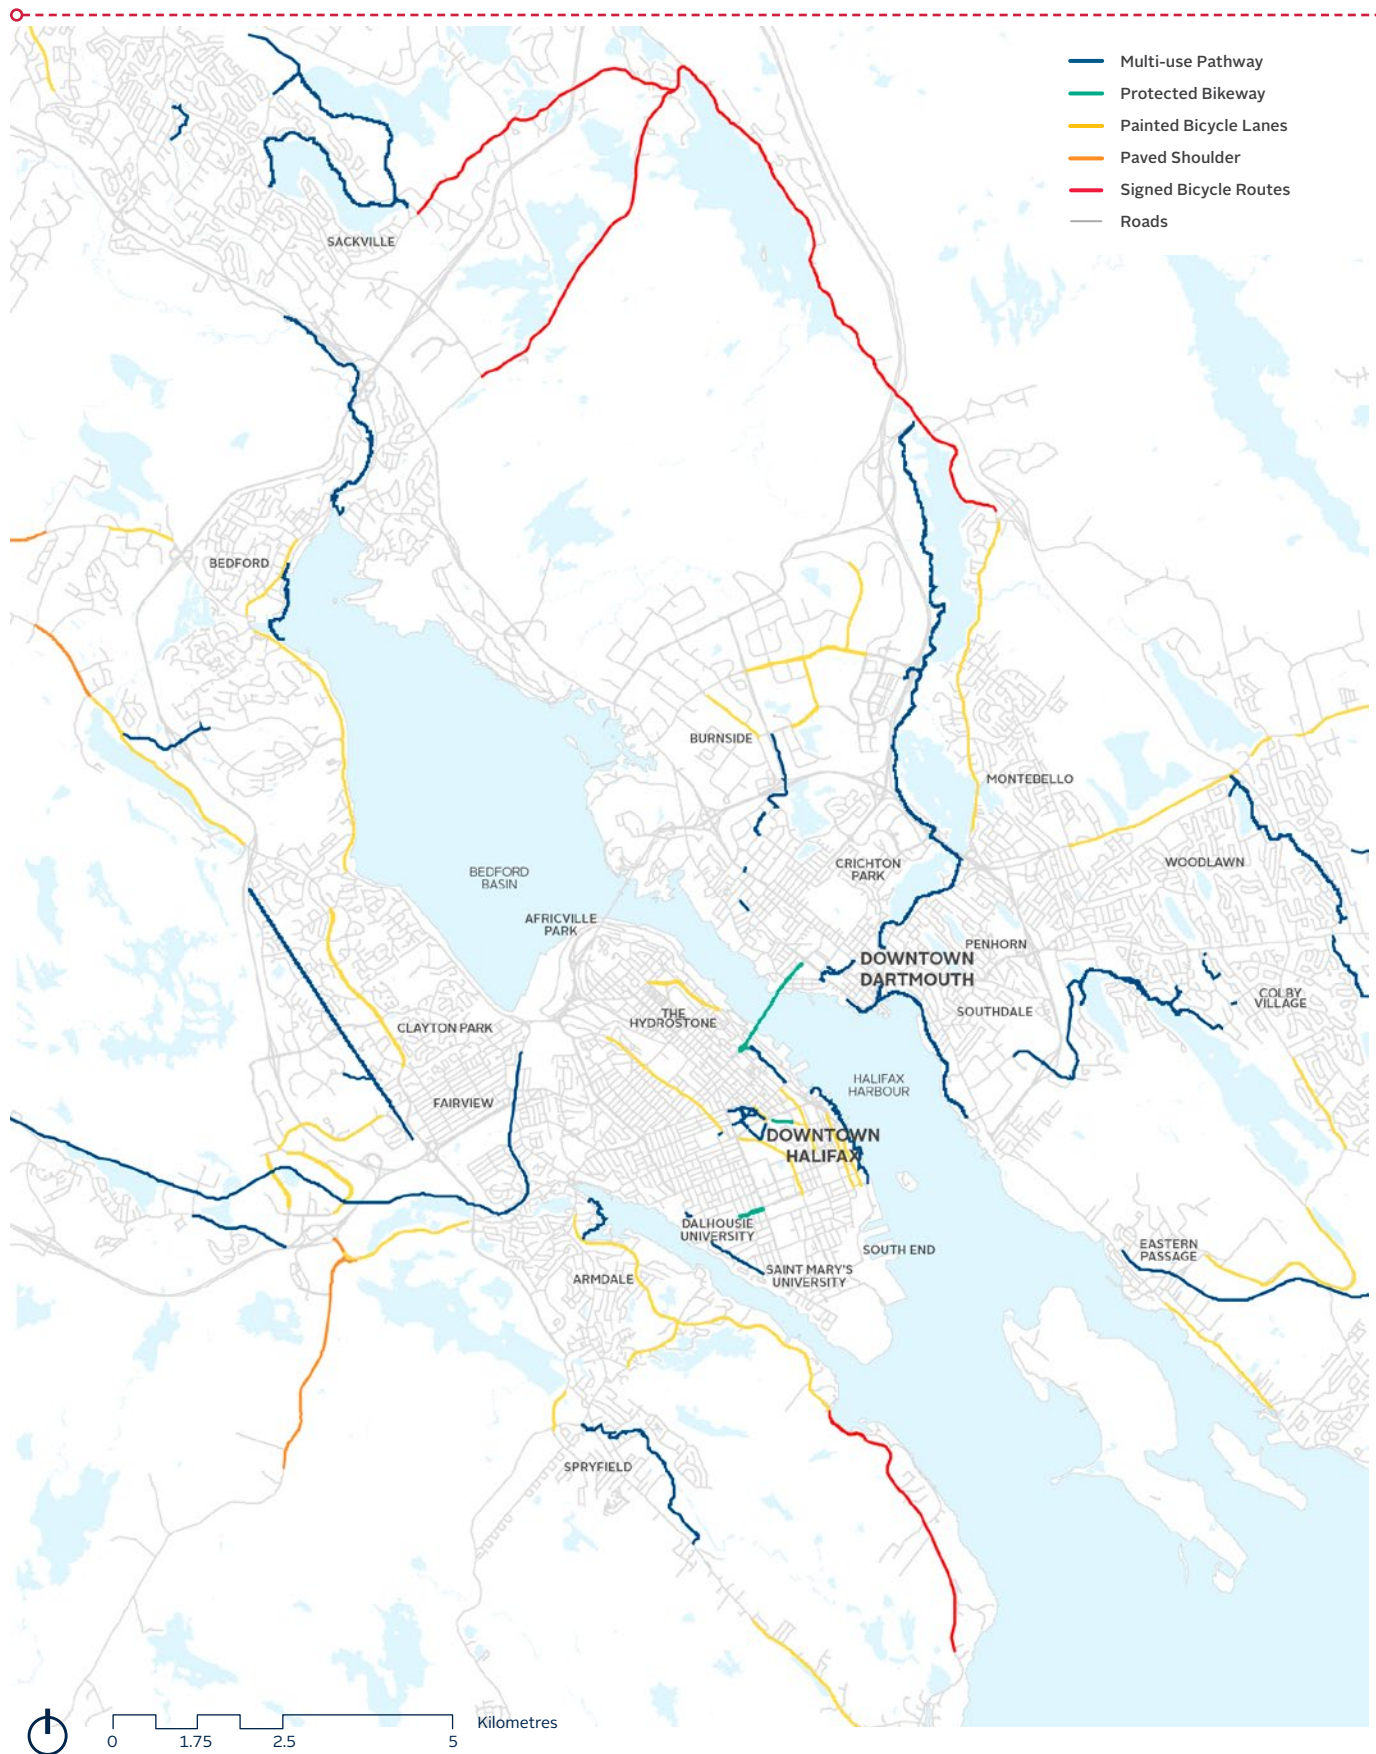 Multi-use Pathway
Protected Bikeway
Painted Bicycle Lanes
Paved Shoulder
Signed Bicycle Routes
Roads
SACKVILLE
BEDFORD
BURNSIDE
MONTEBELLO
CRICHTON
PARK
WOODLAWN
BEDFORD
BASIN
AFRICVILLE
PARK
PENHORN
DOWNTOWN
DARTMOUTH
COLBY
VILLAGE
SOUTHDALE
THE
HYDROSTONE
CLAYTON PARK
HALIFAX
HARBOUR
FAIRVIEW
DOWNTOWN
HALIFAX
DALHOUSIE
UNIVERSITY
SOUTH END
EASTERN
PASSAGE
SAINT MARY'S
UNIVERSITY
ARMDALE
SPRYFIELD
Kilometres
0 1.75 2.5 5